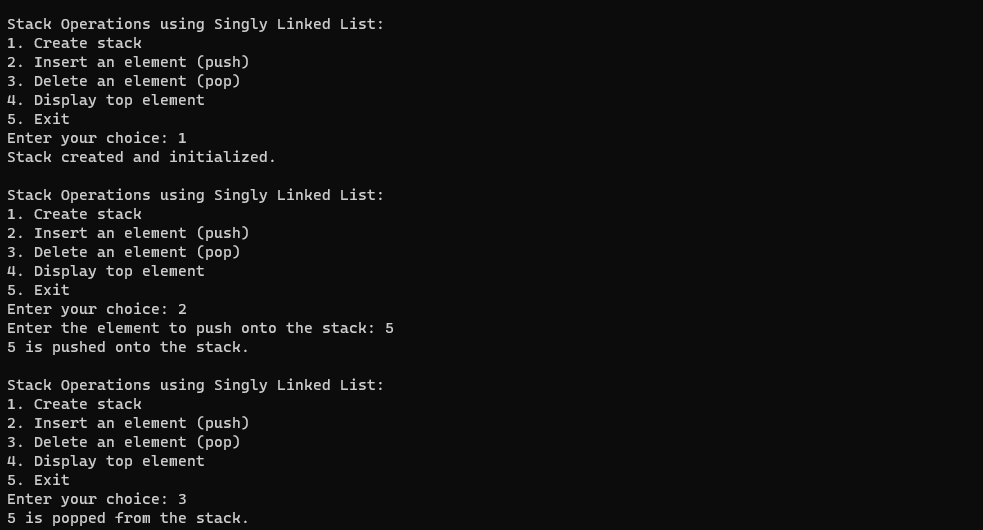 Stack Operations using Singly Linked List:
1. Create stack
2. Insert an element (push)
3. Delete an element (pop)
4. Display top element
5. Exit
Enter your choice: 1
Stack created and initialized.
Stack Operations using Singly Linked List:
1. Create stack
2. Insert an element (push)
3. Delete an element (pop)
4. Display top element
5. Exit
Enter your choice: 2
Enter the element to push onto the stack: 5
5 is pushed onto the stack.
Stack Operations using Singly Linked List:
1. Create stack
2. Insert an element (push)
3. Delete an element (pop)
4. Display top element
5. Exit
Enter your choice: 3
5 is popped from the stack.